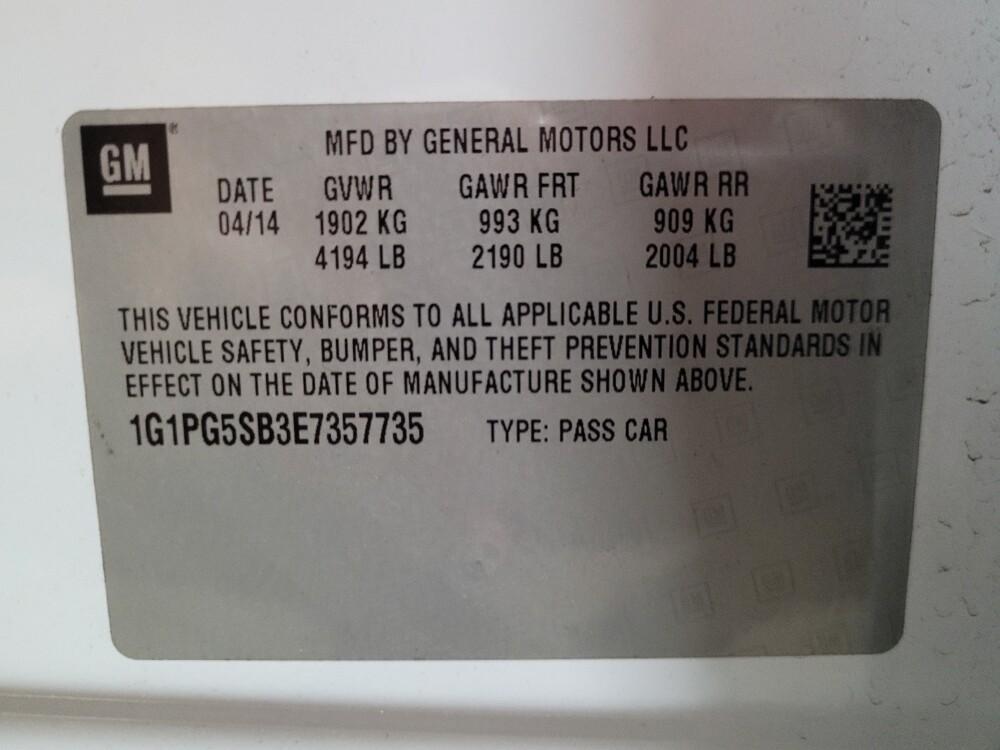 GM®
MFD BY GENERAL MOTORS LLC
DATE GVWR GAWR FRT GAWR RR
04/14 1902 KG 993 KG 909 KG
4194 LB 2190 LB 2004 LB
THIS VEHICLE CONFORMS TO ALL APPLICABLE U.S. FEDERAL MOTOR
VEHICLE SAFETY, BUMPER, AND THEFT PREVENTION STANDARDS IN
EFFECT ON THE DATE OF MANUFACTURE SHOWN ABOVE.
1G1PG5SB3E7357735 TYPE: PASS CAR